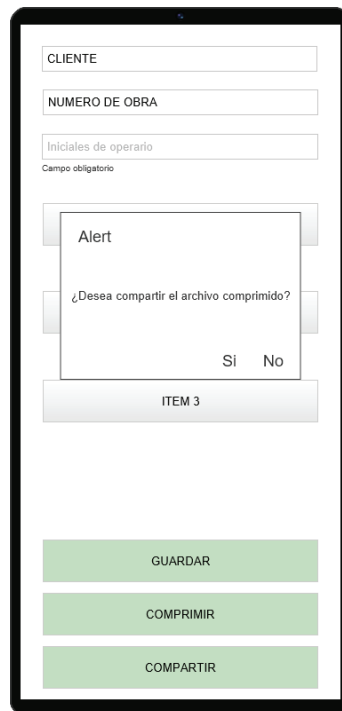 CLIENTE
NUMERO DE OBRA
Iniciales de operario
Campo obligatorio
Alert
¿Desea compartir el archivo comprimido?
Si No
ITEM 3
GUARDAR
COMPRIMIR
COMPARTIR